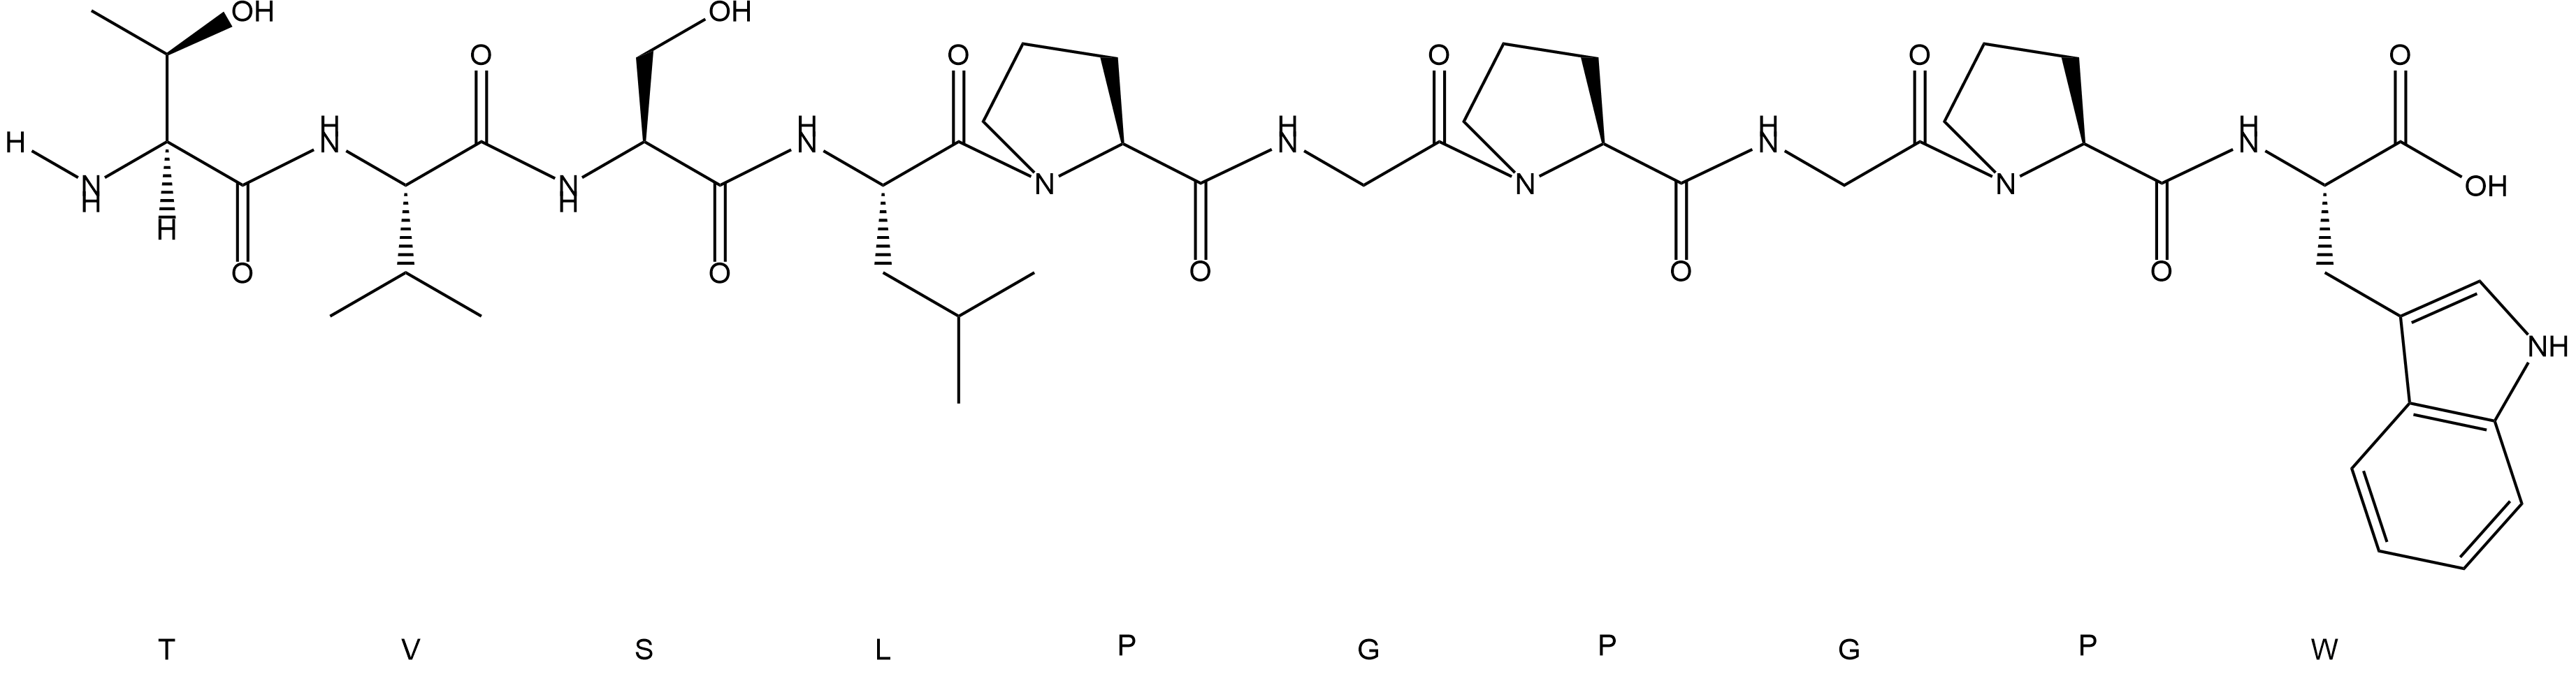 OH OH
O O O O O
H H H H H H
N N N N N N
N N N N N OH
H H H
O O O O O
NH
T V S L P G P G P W